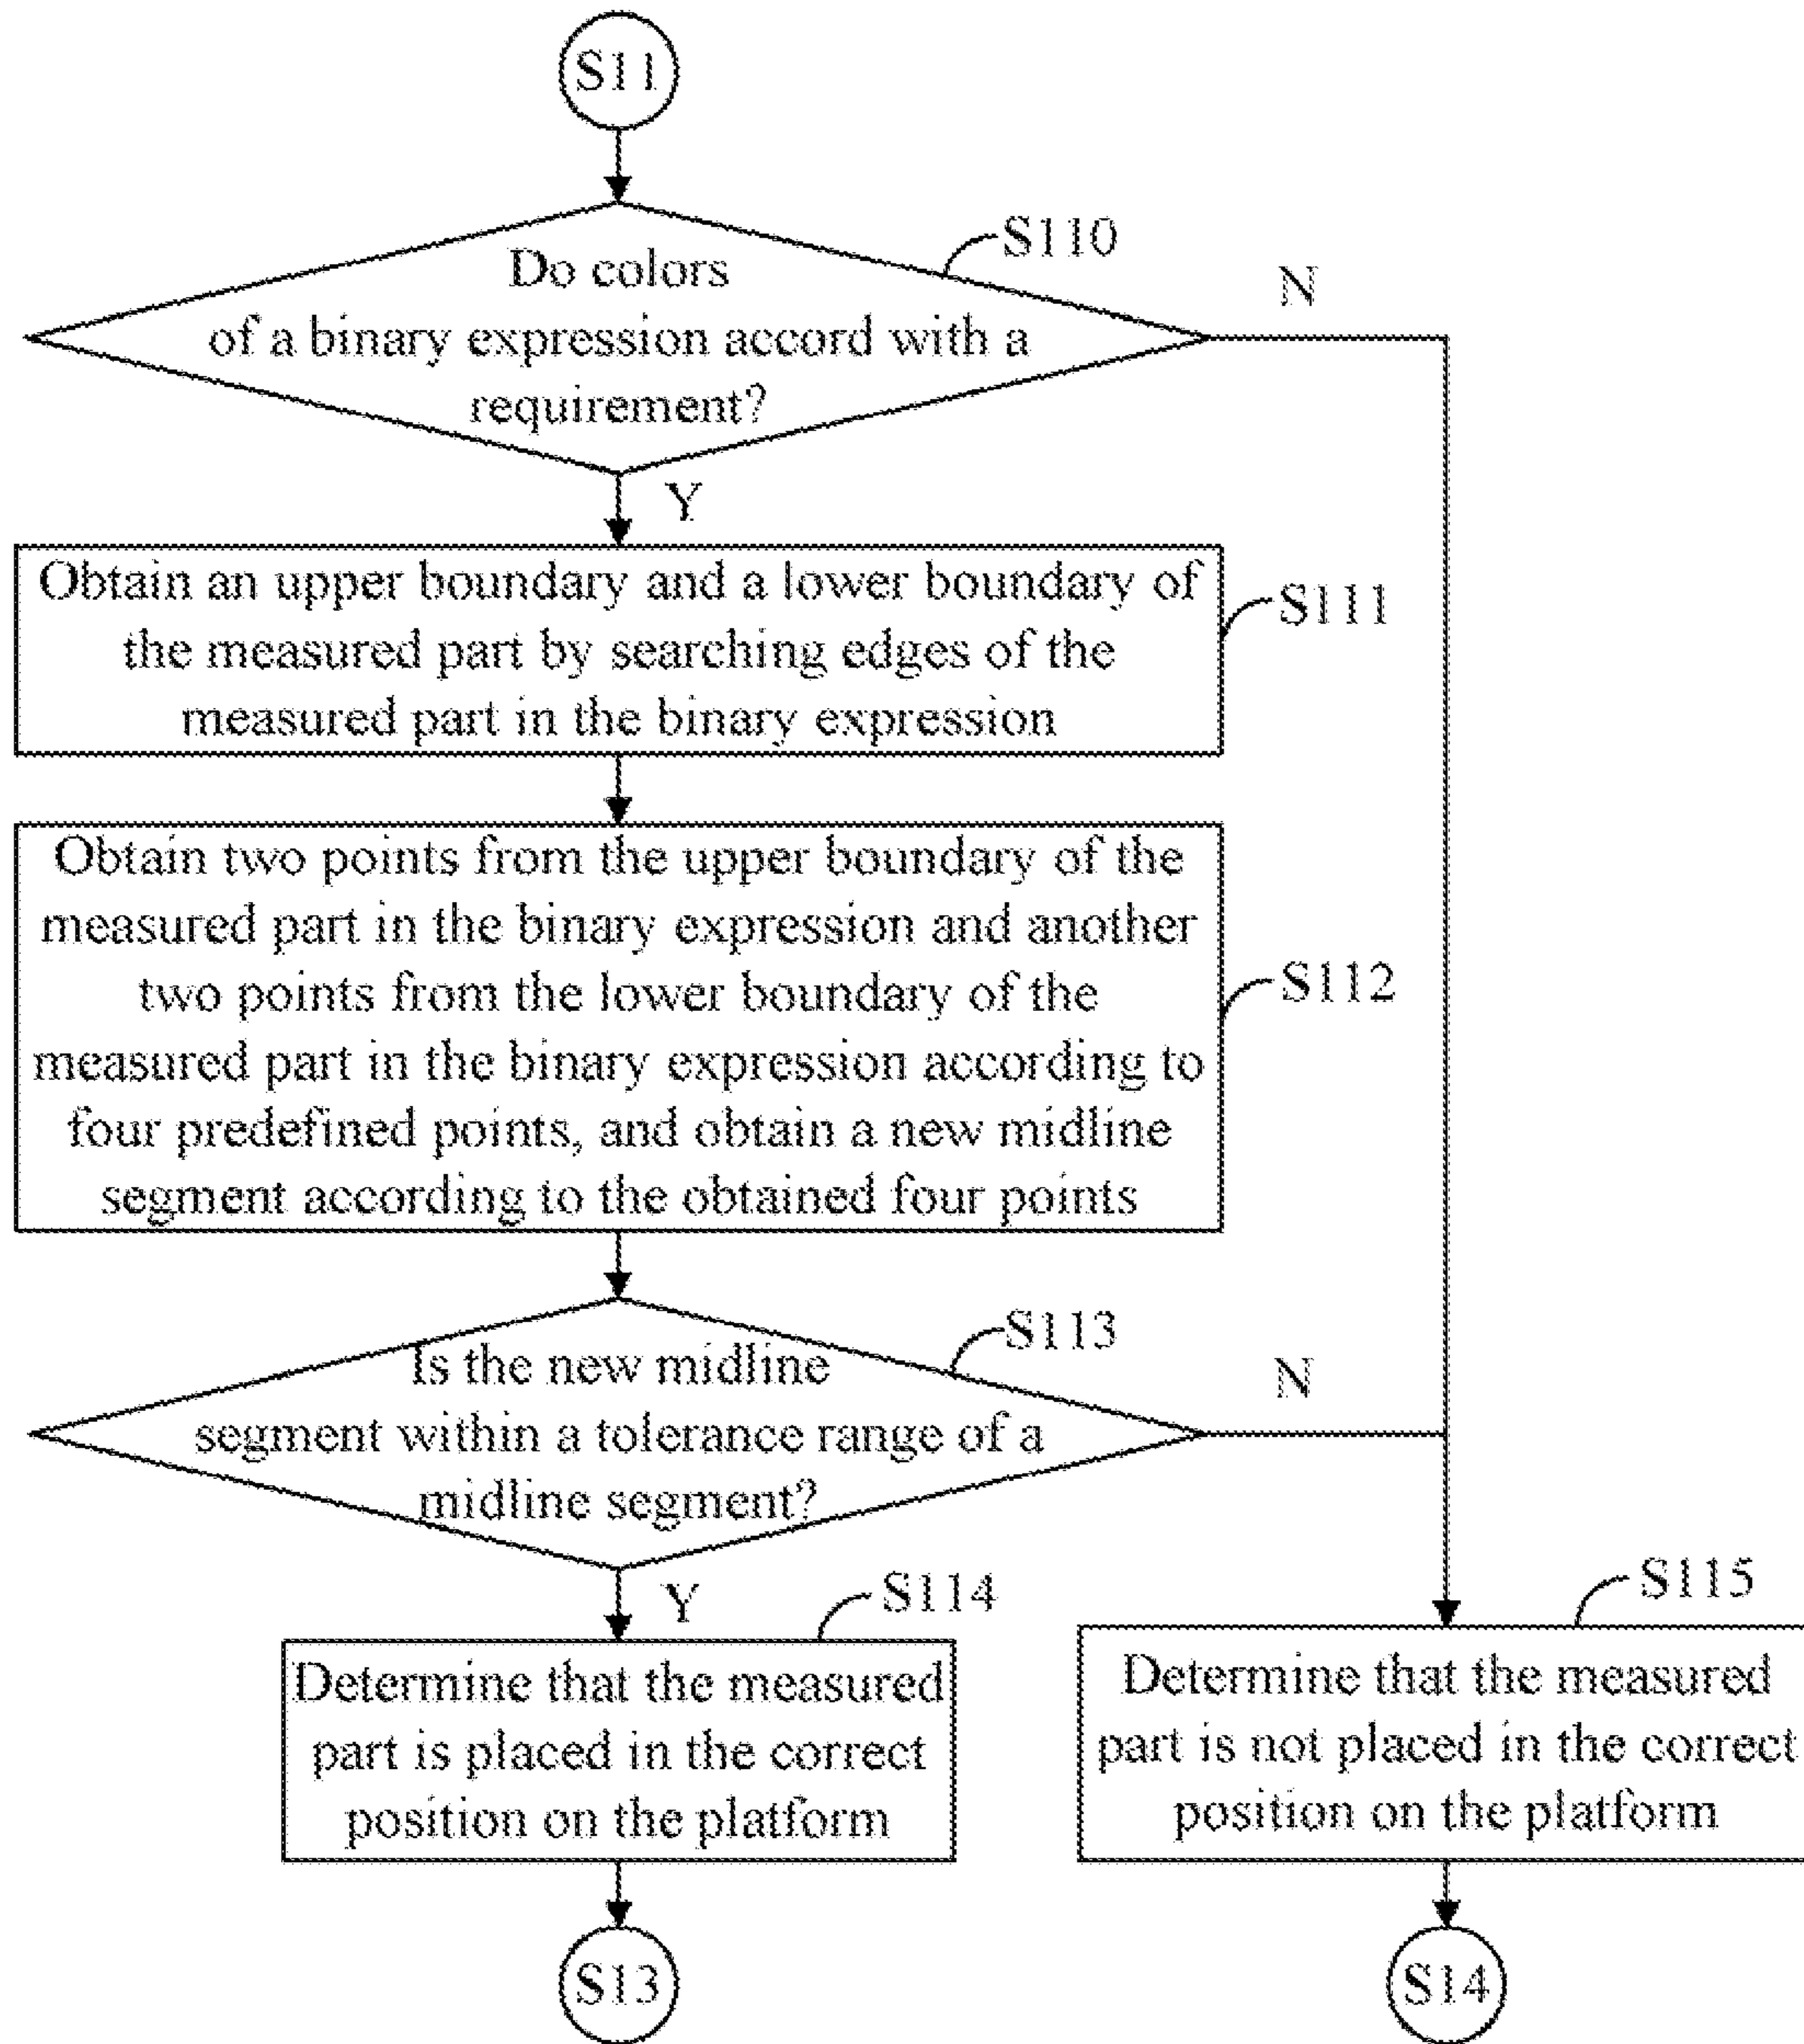 S11
S110
Do colors
of a binary expression accord with a
requirement?
N
Y
Obtain an upper boundary and a lower boundary of
the measured part by searching edges of the
measured part in the binary expression
S111
Obtain two points from the upper boundary of the
measured part in the binary expression and another
two points from the lower boundary of the
measured part in the binary expression according to
four predefined points, and obtain a new midline
segment according to the obtained four points
S112
S113
Is the new midline
segment within a tolerance range of a
midline segment?
N
Y
S114
Determine that the measured
part is placed in the correct
position on the platform
S115
Determine that the measured
part is not placed in the correct
position on the platform
S13
S14